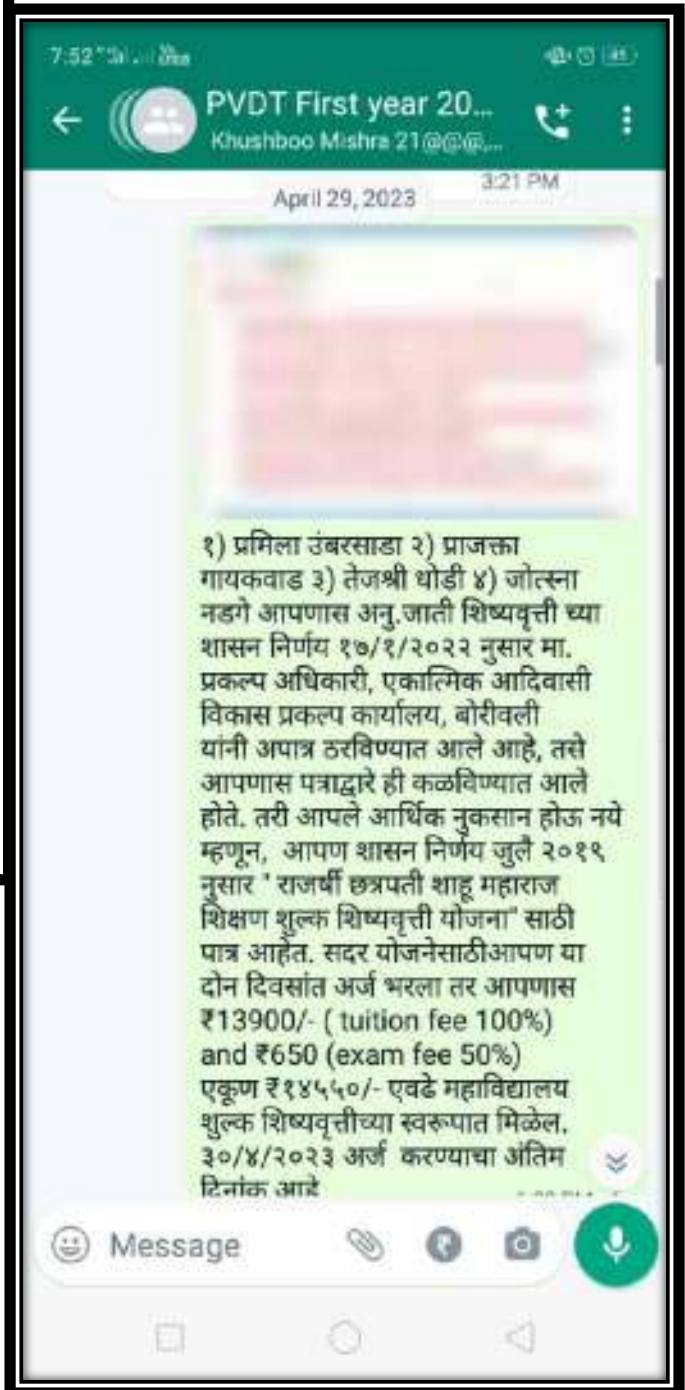 7:52
PVDT First year 20...
Khushboo Mishra 21@@@,...
3:21 PM
April 29, 2023
१) प्रमिला उंबरसाडा २) प्राजक्ता
गायकवाड ३) तेजश्री धोडी ४) जोत्स्ना
नडगे आपणास अनु.जाती शिष्यवृत्ती च्या
शासन निर्णय १७/१/२०२२ नुसार मा.
प्रकल्प अधिकारी, एकात्मिक आदिवासी
विकास प्रकल्प कार्यालय, बोरीवली
यांनी अपात्र ठरविण्यात आले आहे, तसे
आपणास पत्राद्वारे ही कळविण्यात आले
होते. तरी आपले आर्थिक नुकसान होऊ नये
म्हणून, आपण शासन निर्णय जुलै २०१९
नुसार " राजर्षी छत्रपती शाहू महाराज
शिक्षण शुल्क शिष्यवृत्ती योजना" साठी
पात्र आहेत. सदर योजनेसाठीआपण या
दोन दिवसांत अर्ज भरला तर आपणास
₹13900/- ( tuition fee 100%)
and ₹650 (exam fee 50%)
एकूण ₹१४५५०/- एवढे महाविद्यालय
शुल्क शिष्यवृत्तीच्या स्वरूपात मिळेल.
३०/४/२०२३ अर्ज करण्याचा अंतिम
दिनांक आहे
Message